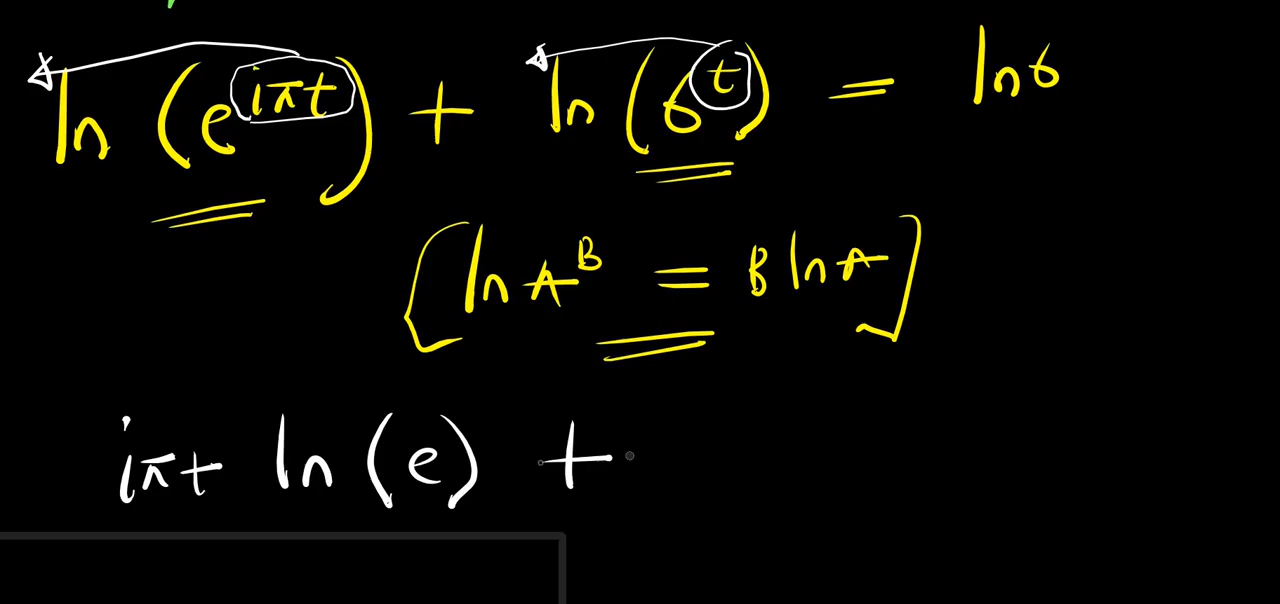 ln (e^{iπt}) + ln (6^t) = ln6
[ln A^B = B ln A]
iπt ln (e) +